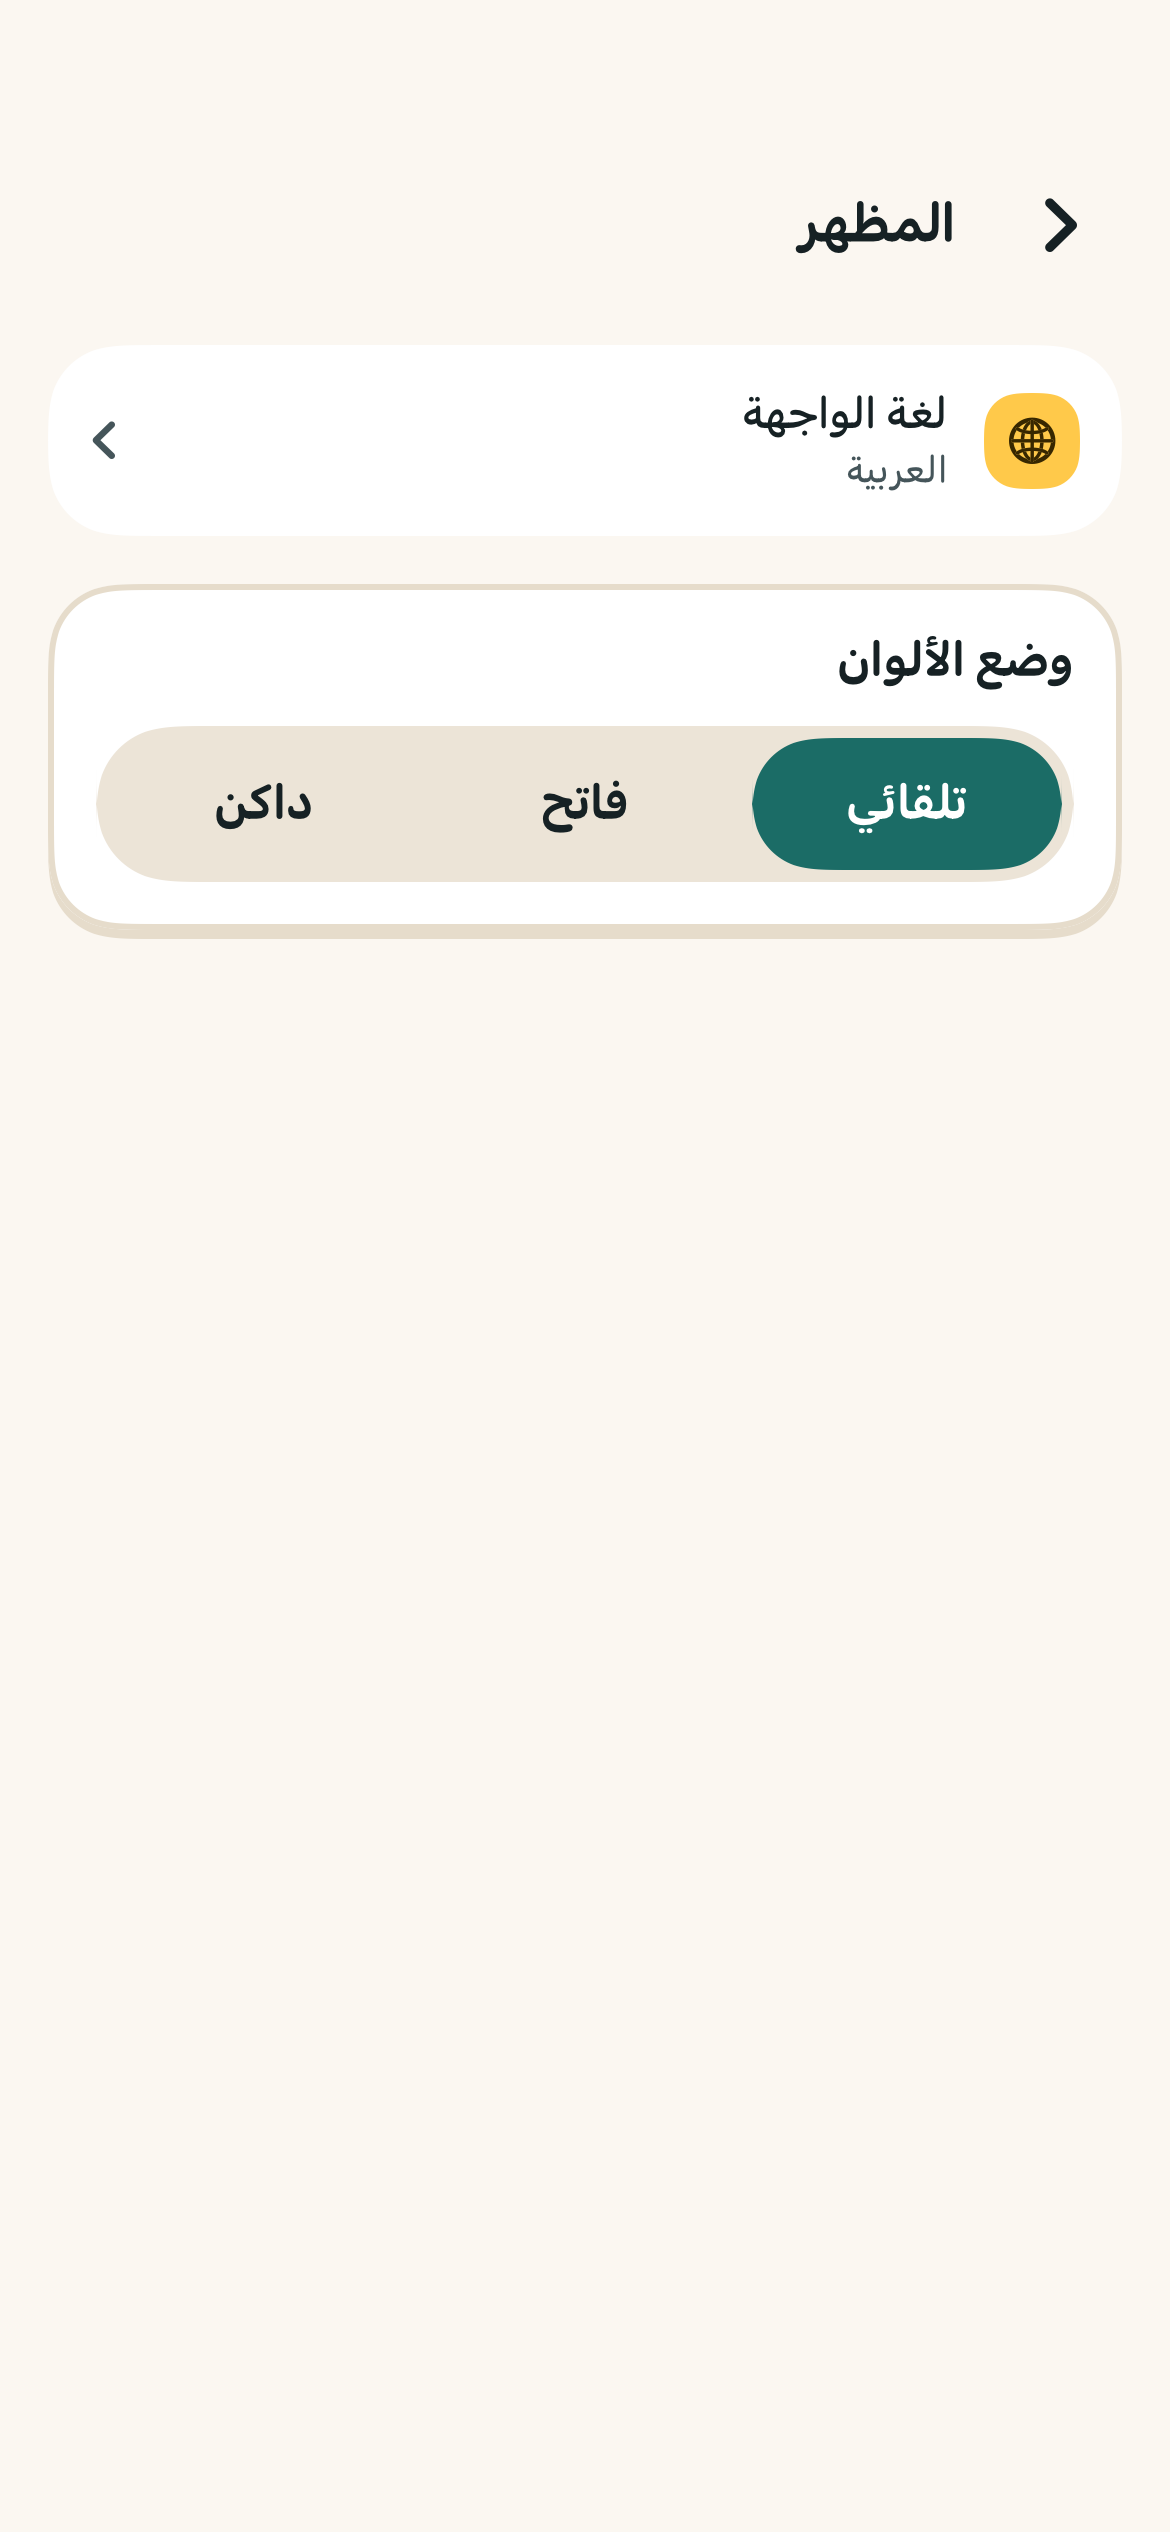 المظهر
لغة الواجهة
العربية
وضع الألوان
تلقائي
فاتح
داكن